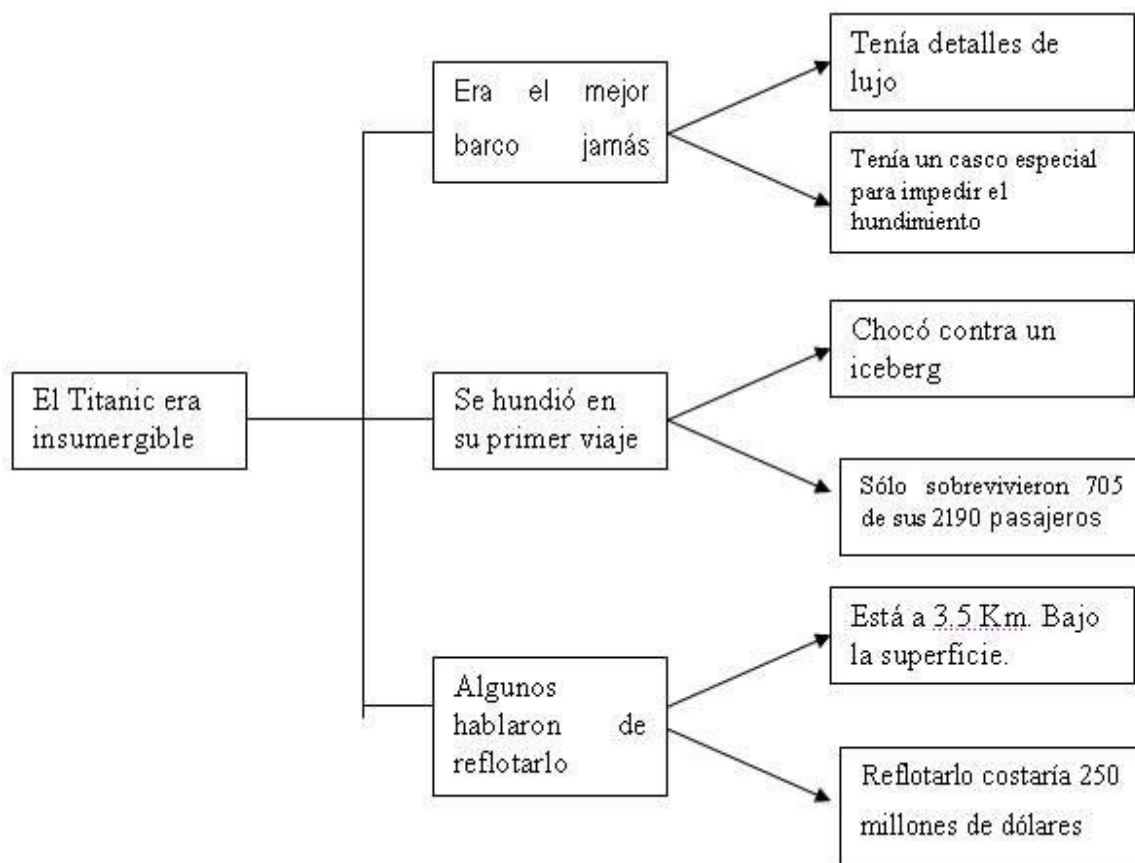 El Titanic era
insumergible
Era el mejor
barco jamás
Tenía detalles de
lujo
Tenía un casco especial
para impedir el
hundimiento
Se hundió en
su primer viaje
Chocó contra un
iceberg
Sólo sobrevivieron 705
de sus 2190 pasajeros
Algunos
hablaron de
reflotarlo
Está a 3.5 Km. Bajo
la superficie.
Reflotarlo costaría 250
millones de dólares